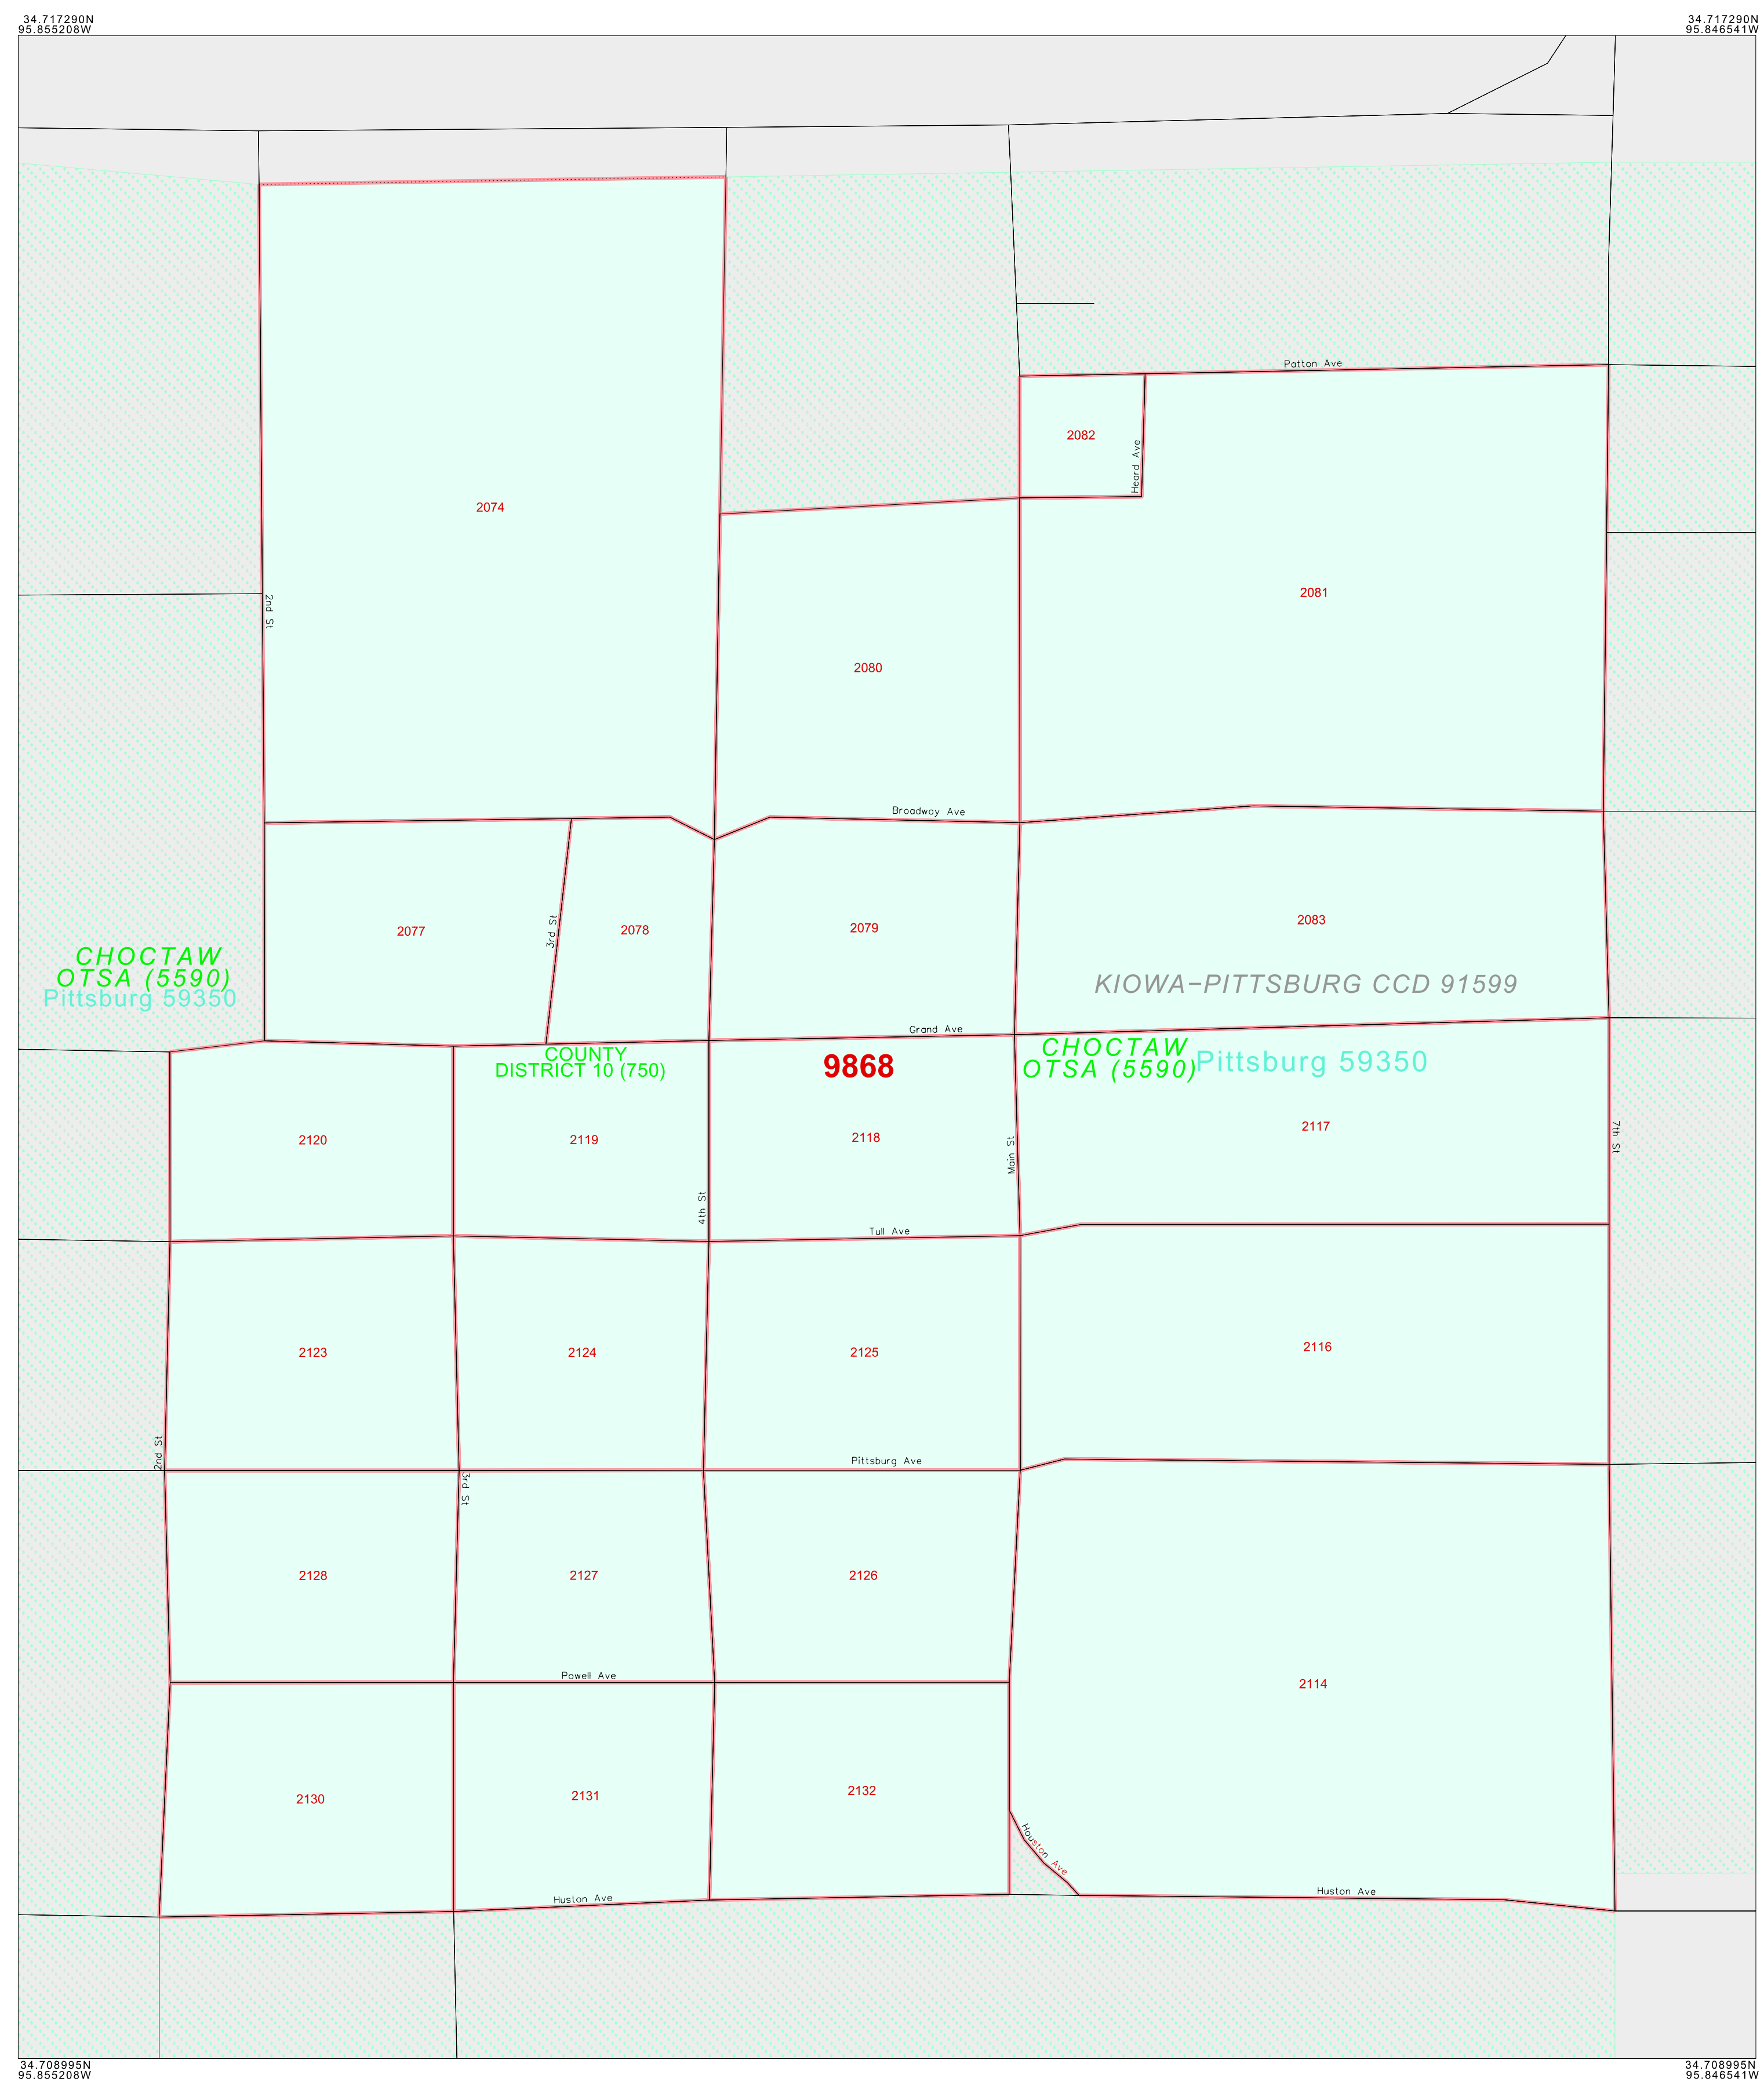 34.717290N
95.855208W
34.717290N
95.846541W
Patton Ave
2082
Heard Ave
2074
2081
2nd St
2080
Broadway Ave
2077
3rd St
2078
2079
2083
CHOCTAW
OTSA (5590)
Pittsburg 59350
KIOWA-PITTSBURG CCD 91599
Grand Ave
COUNTY
DISTRICT 10 (750)
9868
CHOCTAW
OTSA (5590)
Pittsburg 59350
2120
2119
2118
2117
Main St
7th St
4th St
Tull Ave
2123
2124
2125
2116
2nd St
Pittsburg Ave
3rd St
2128
2127
2126
Powell Ave
2114
2130
2131
2132
Houston Ave
Huston Ave
Huston Ave
34.708995N
95.855208W
34.708995N
95.846541W